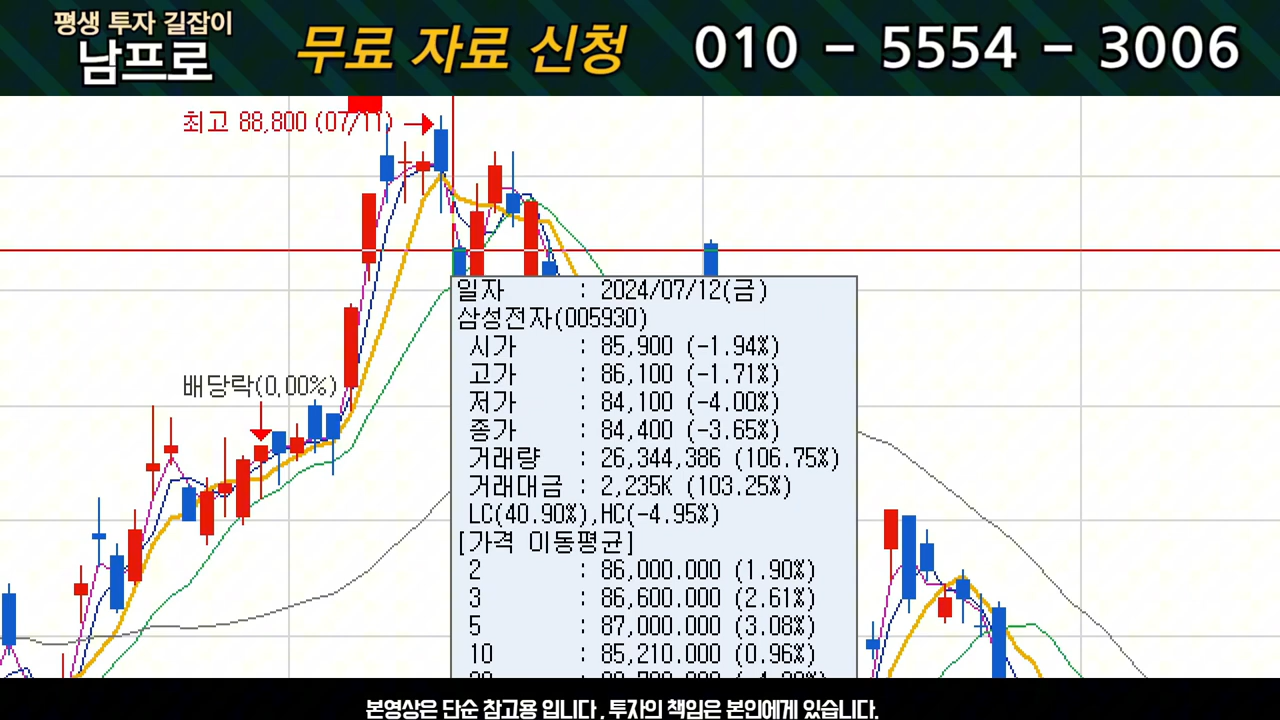 평생 투자 길잡이
남프로
무료 자료 신청
010 - 5554 - 3006
최고 88,800 (07/11)
배당락(0.00%)
일자 : 2024/07/12(금)
삼성전자(005930)
시가 : 85,900 (-1.94%)
고가 : 86,100 (-1.71%)
저가 : 84,100 (-4.00%)
종가 : 84,400 (-3.65%)
거래량 : 26,344,386 (106.75%)
거래대금 : 2,235K (103.25%)
LC(40.90%),HC(-4.95%)
[가격 이동평균]
2 : 86,000.000 (1.90%)
3 : 86,600.000 (2.61%)
5 : 87,000.000 (3.08%)
10 : 85,210.000 (0.96%)
본영상은 단순 참고용 입니다, 투자의 책임은 본인에게 있습니다.